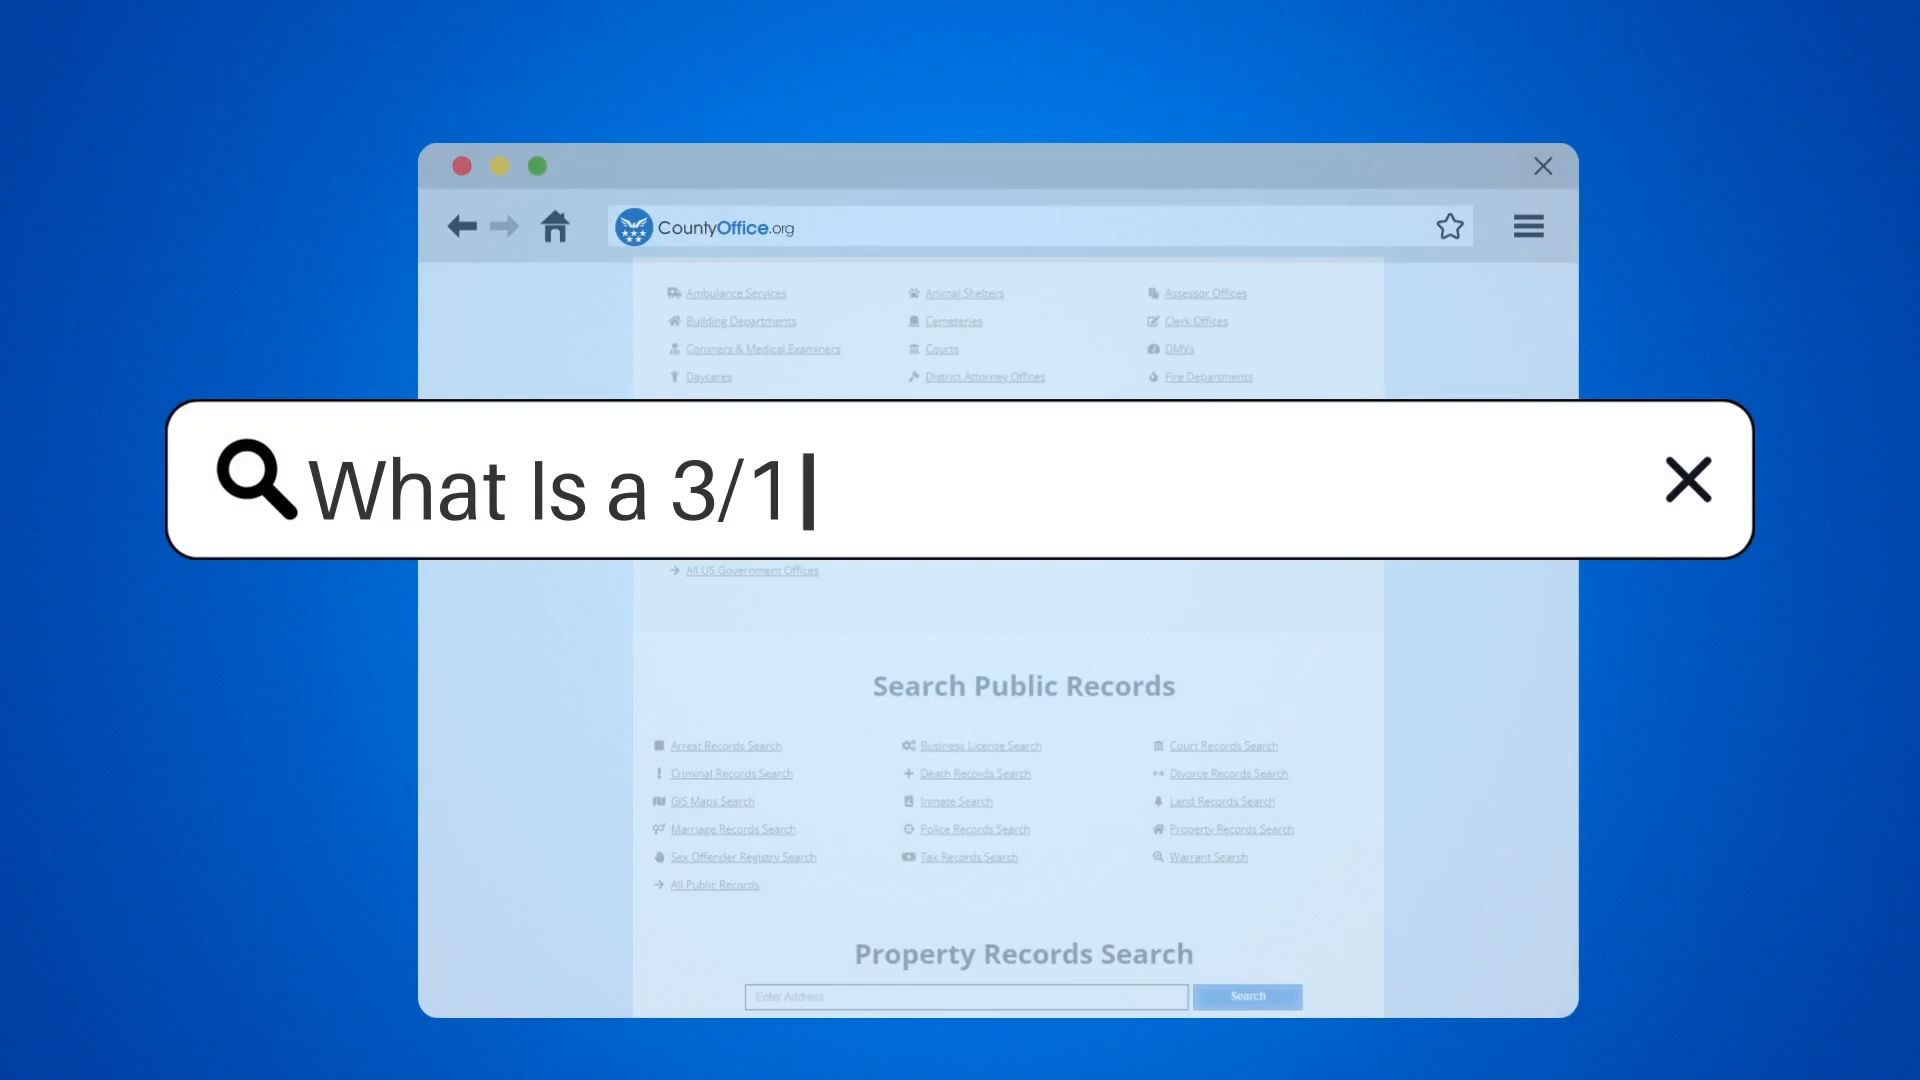 CountyOffice.org
Ambulance Services Animal Shelters Assessor Offices
Building Departments Cemeteries Clerk Offices
Coroners & Medical Examiners Courts DMVs
Daycares District Attorney Offices Fire Departments
What Is a 3/1
All US Government Offices
Search Public Records
Arrest Records Search Business License Search Court Records Search
Criminal Records Search Death Records Search Divorce Records Search
GIS Maps Search Inmate Search Land Records Search
Marriage Records Search Police Records Search Property Records Search
Sex Offender Registry Search Tax Records Search Warrant Search
All Public Records
Property Records Search
Enter Address Search